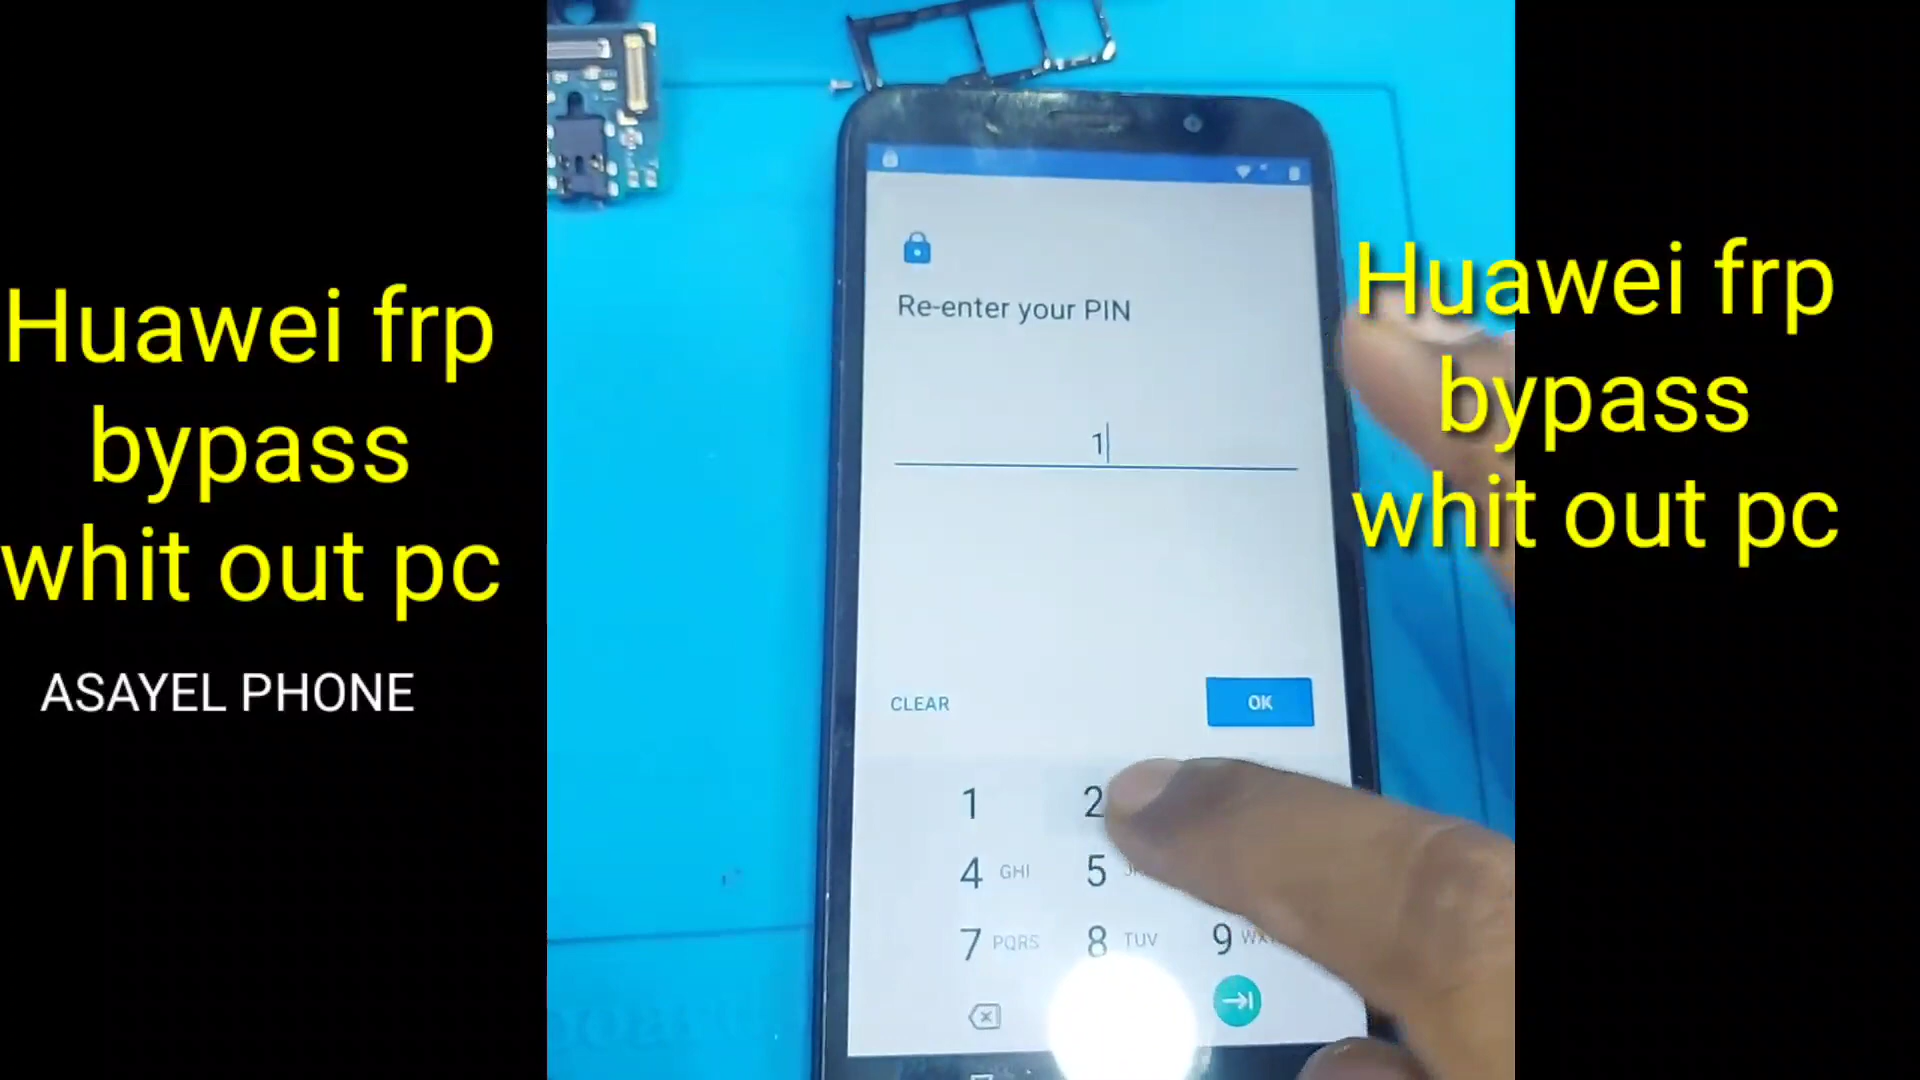 Huawei frp
bypass
whit out pc
ASAYEL PHONE
Re-enter your PIN
1
CLEAR
OK
1
2
4 GHI
5
7 PQRS
8 TUV
9
Huawei frp
bypass
whit out pc